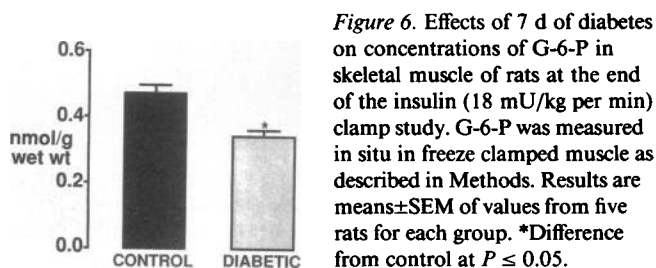 0.6
0.4
nmol/g
wet wt
0.2
0.0
*
CONTROL
DIABETIC
Figure 6. Effects of 7 d of diabetes
on concentrations of G-6-P in
skeletal muscle of rats at the end
of the insulin (18 mU/kg per min)
clamp study. G-6-P was measured
in situ in freeze clamped muscle as
described in Methods. Results are
means±SEM of values from five
rats for each group. *Difference
from control at P ≤ 0.05.